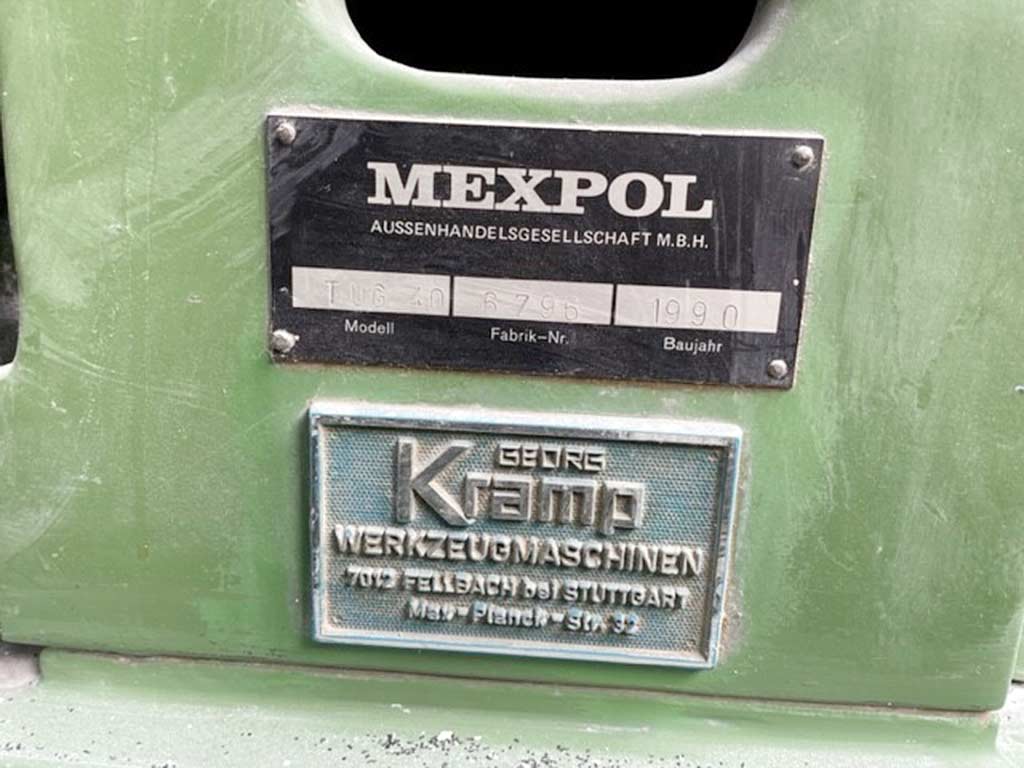 MEXPOL
AUSSENHANDELSGESELLSCHAFT M.B.H.
TUG 40 6796 1990
Modell Fabrik-Nr. Baujahr
GEORG
Kramp
WERKZEUGMASCHINEN
7012 FELLBACH bei STUTTGART
Max-Planck-Str. 32